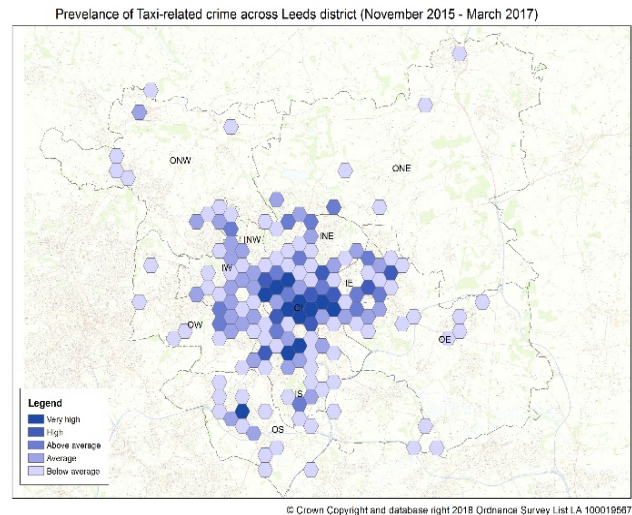 Prevelance of Taxi-related crime across Leeds district (November 2015 - March 2017)
ONW
ONE
INW
INE
IW
IE
CI
OW
OE
IS
OS
Legend
Very high
High
Above average
Average
Below average
© Crown Copyright and database right 2018 Ordnance Survey List LA 100019567